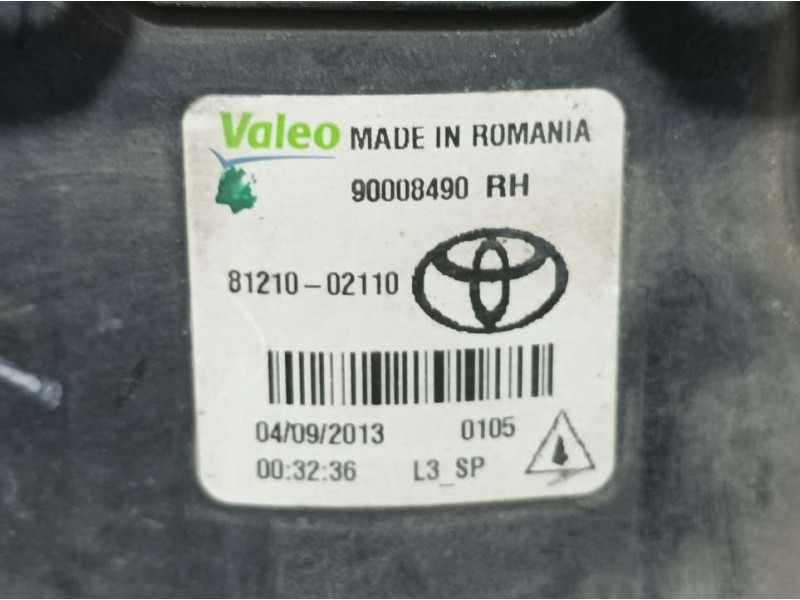 Valeo MADE IN ROMANIA
90008490 RH
81210-02110
04/09/2013 0105
00:32:36 L3_SP